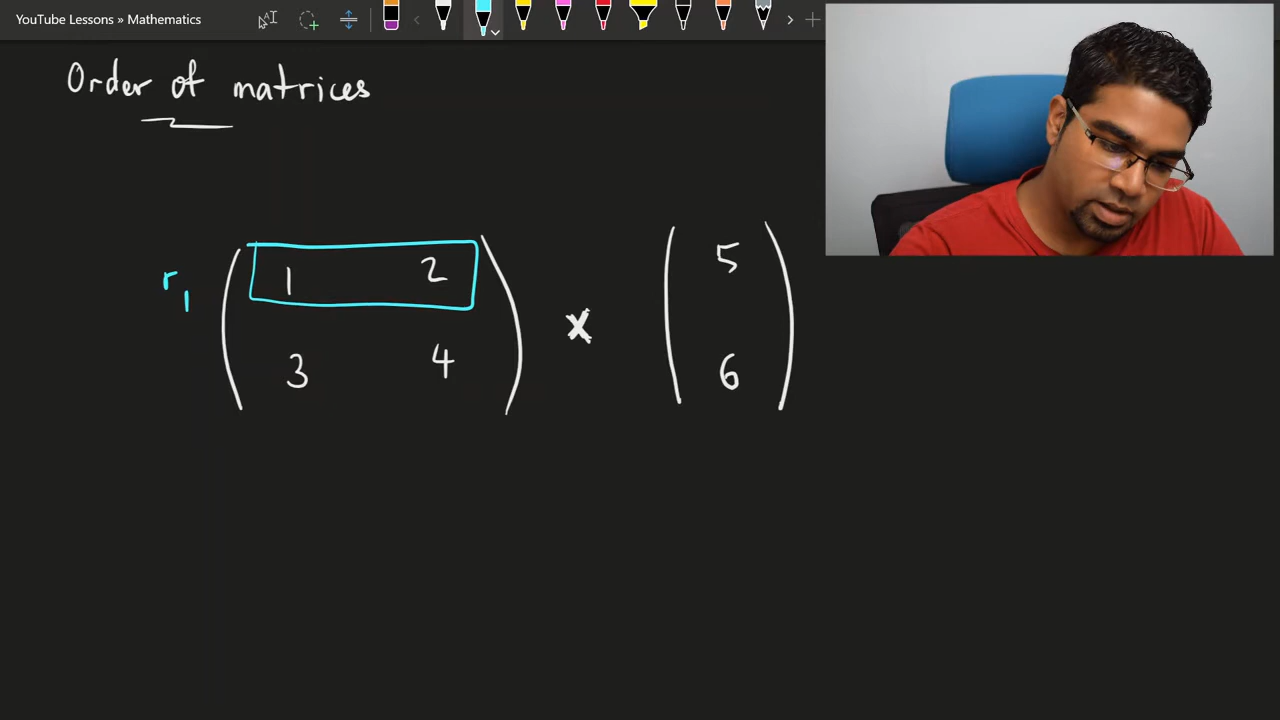 YouTube Lessons » Mathematics
Order of matrices
r1 ( 1 2 ) × ( 5 )
( 3 4 ) ( 6 )